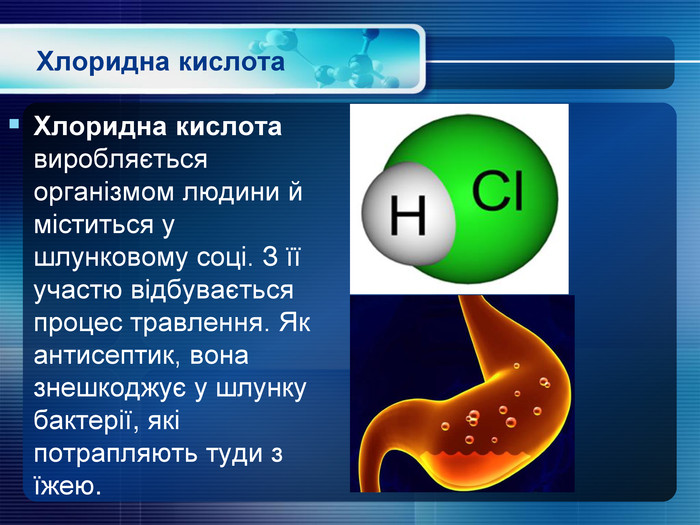 Хлоридна кислота
Хлоридна кислота
виробляється
організмом людини й
міститься у
шлунковому соці. З її
участю відбувається
процес травлення. Як
антисептик, вона
знешкоджує у шлунку
бактерії, які
потрапляють туди з
їжею.
H
Cl